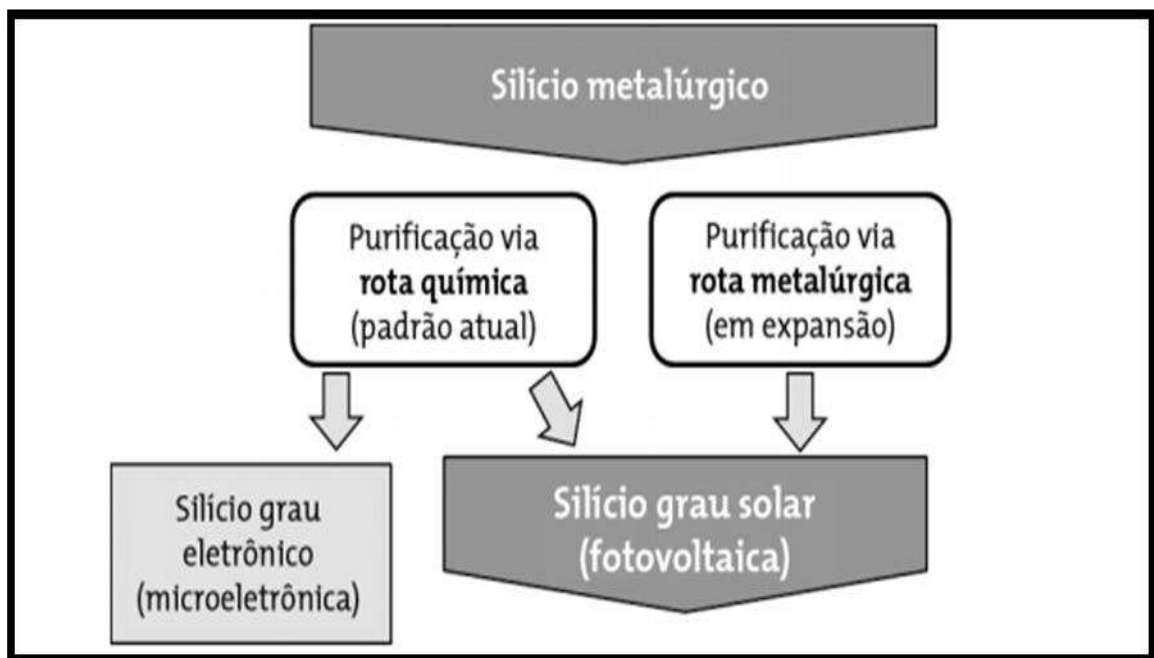 Silício metalúrgico
Purificação via
rota química
(padrão atual)
Purificação via
rota metalúrgica
(em expansão)
Silício grau
eletrônico
(microeletrônica)
Silício grau solar
(fotovoltaica)